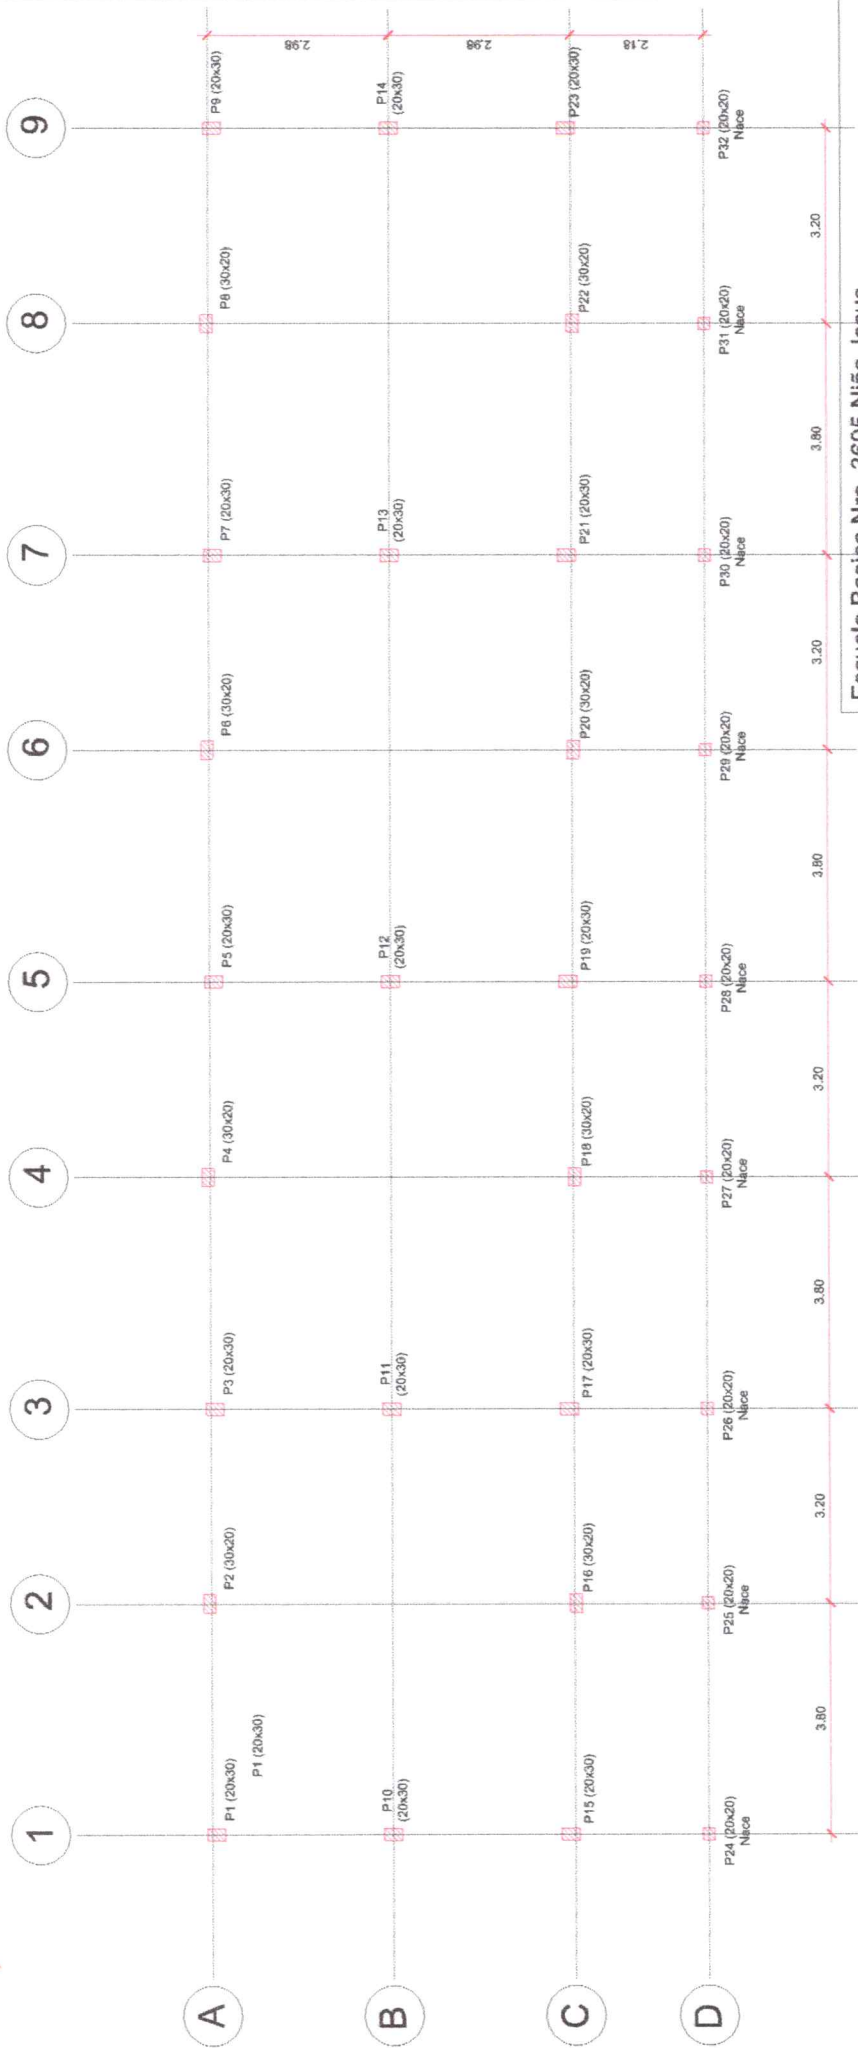 1
2
3
4
5
6
7
8
9
A
P1 (20x30)
P1 (20x30)
P2 (30x20)
P3 (20x30)
P4 (30x20)
P5 (20x30)
P6 (30x20)
P7 (20x30)
P8 (30x20)
P9 (20x30)
2.98
B
P10
(20x30)
P11
(20x30)
P12
(20x30)
P13
(20x30)
P14
(20x30)
2.98
C
P15 (20x30)
P16 (30x20)
P17 (20x30)
P18 (30x20)
P19 (20x30)
P20 (30x20)
P21 (20x30)
P22 (30x20)
P23 (20x30)
2.18
D
P24 (20x20)
Nace
P25 (20x20)
Nace
P26 (20x20)
Nace
P27 (20x20)
Nace
P28 (20x20)
Nace
P29 (20x20)
Nace
P30 (20x20)
Nace
P31 (20x20)
Nace
P32 (20x20)
Nace
3.80
3.20
3.80
3.20
3.80
3.20
3.80
3.20